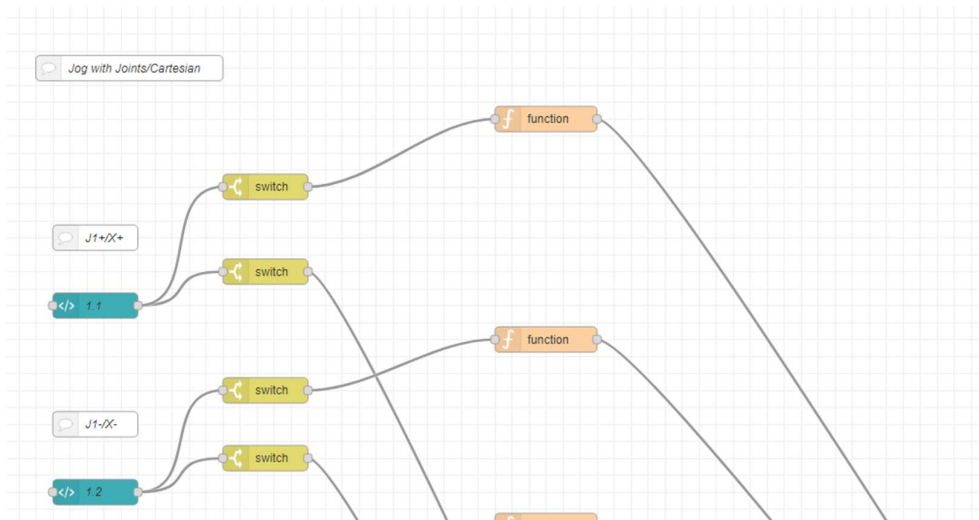 Jog with Joints/Cartesian
function
switch
J1+/X+
switch
1.1
function
switch
J1-/X-
switch
1.2